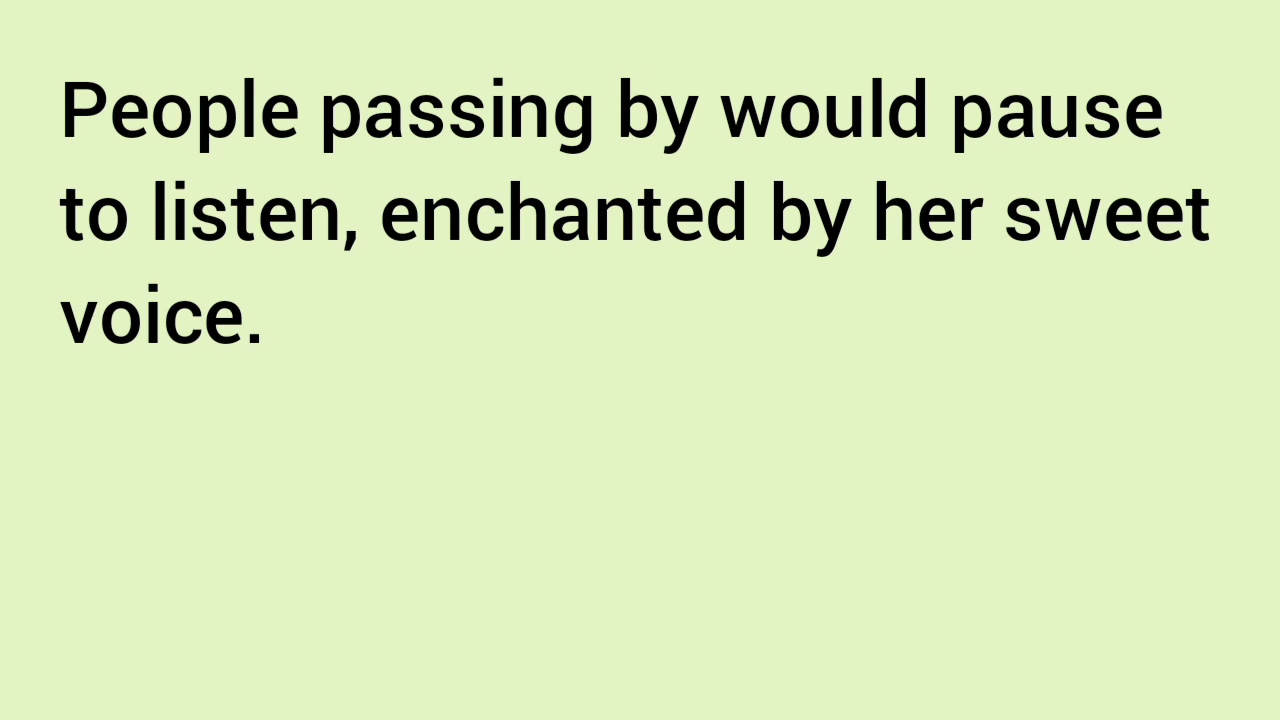 People passing by would pause
to listen, enchanted by her sweet
voice.